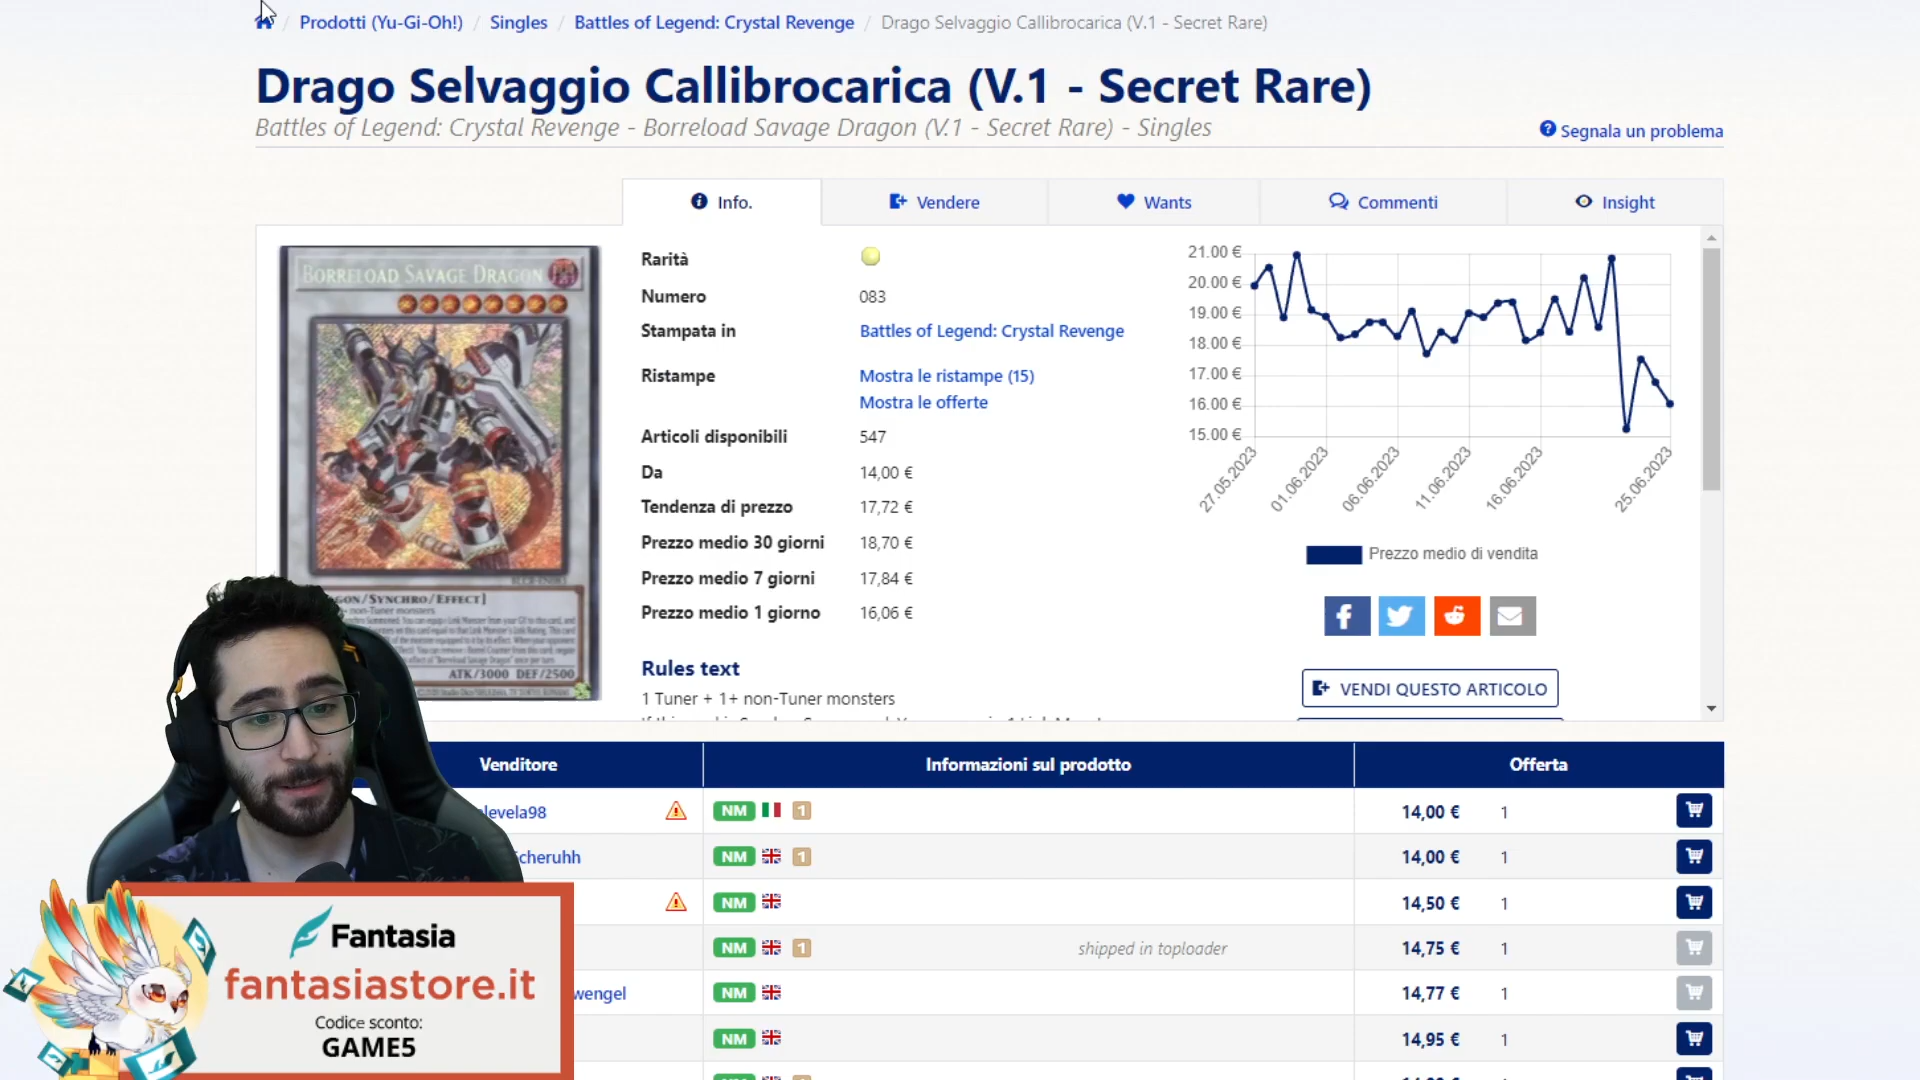 Prodotti (Yu-Gi-Oh!) / Singles / Battles of Legend: Crystal Revenge / Drago Selvaggio Callibrocarica (V.1 - Secret Rare)
Drago Selvaggio Callibrocarica (V.1 - Secret Rare)
Battles of Legend: Crystal Revenge - Borreload Savage Dragon (V.1 - Secret Rare) - Singles
Segnala un problema
Info.
Vendere
Wants
Commenti
Insight
BORRELOAD SAVAGE DRAGON
/SYNCHRO/EFFECT]
non-Tuner monsters
ATK/3000 DEF/2500
Rarità
Numero 083
Stampata in Battles of Legend: Crystal Revenge
Ristampe Mostra le ristampe (15)
Mostra le offerte
Articoli disponibili 547
Da 14,00 €
Tendenza di prezzo 17,72 €
Prezzo medio 30 giorni 18,70 €
Prezzo medio 7 giorni 17,84 €
Prezzo medio 1 giorno 16,06 €
Rules text
1 Tuner + 1+ non-Tuner monsters
21.00 €
20.00 €
19.00 €
18.00 €
17.00 €
16.00 €
15.00 €
27.05.2023
01.06.2023
06.06.2023
11.06.2023
16.06.2023
25.06.2023
Prezzo medio di vendita
VENDI QUESTO ARTICOLO
Venditore Informazioni sul prodotto Offerta
levela98 NM 1 14,00 € 1
cheruhh NM 1 14,00 € 1
NM 14,50 € 1
NM 1 shipped in toploader 14,75 € 1
wengel NM 14,77 € 1
NM 14,95 € 1
Fantasia
fantasiastore.it
Codice sconto:
GAME5